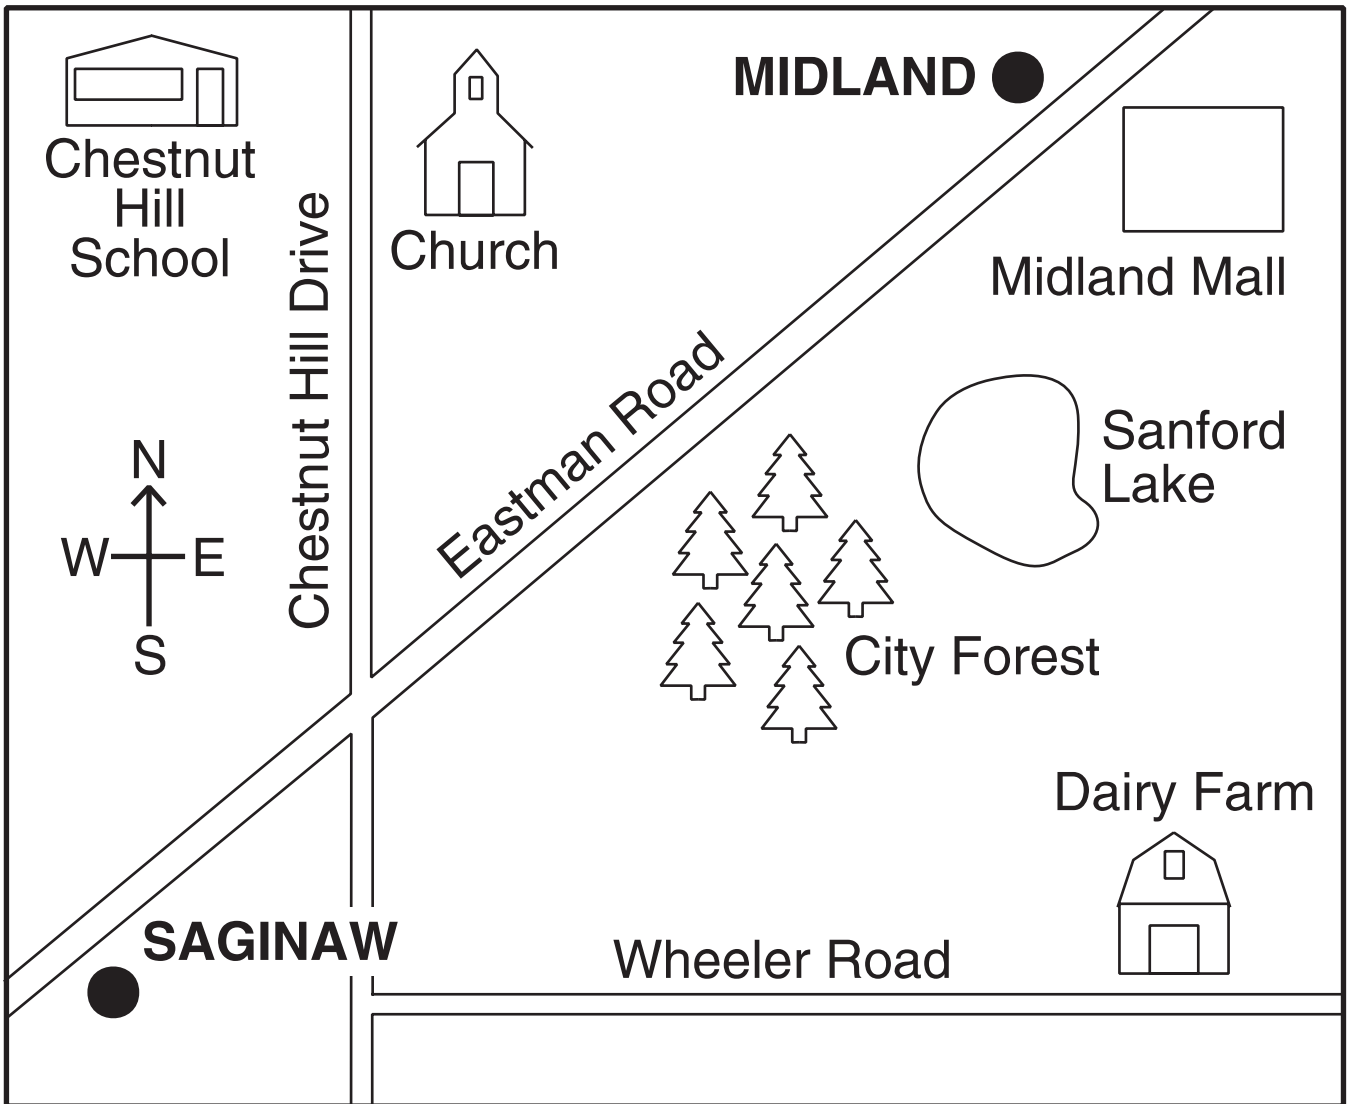 MIDLAND
Chestnut
Hill
School
Chestnut Hill Drive
Church
Midland Mall
Eastman Road
Sanford
Lake
N
W E
S
City Forest
Dairy Farm
SAGINAW
Wheeler Road